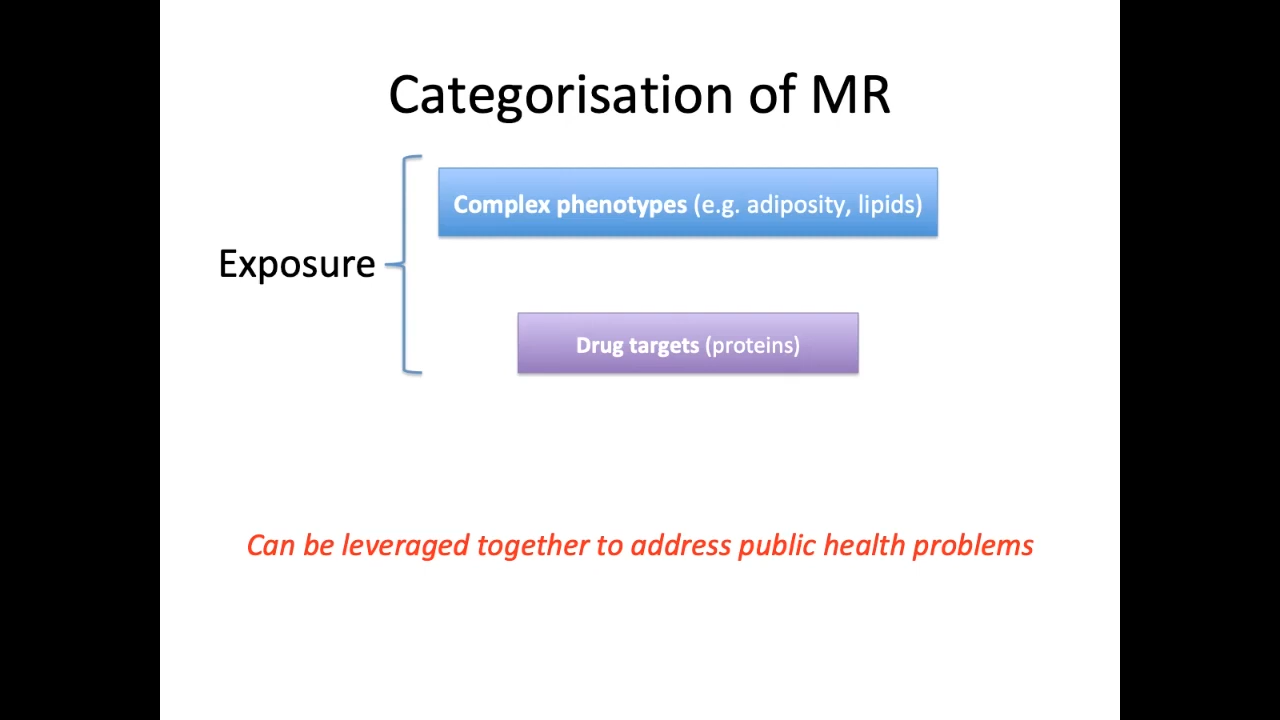 Categorisation of MR
Complex phenotypes (e.g. adiposity, lipids)
Exposure
Drug targets (proteins)
Can be leveraged together to address public health problems